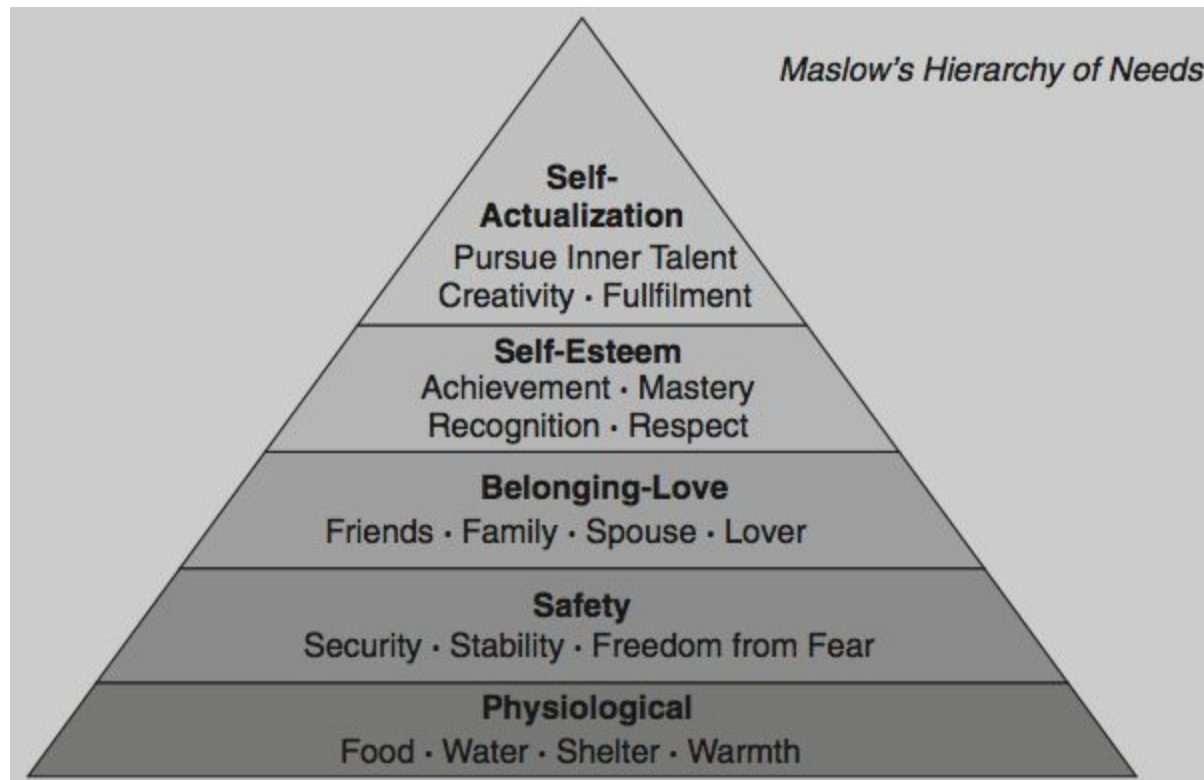 Maslow's Hierarchy of Needs
Self-
Actualization
Pursue Inner Talent
Creativity · Fullfilment
Self-Esteem
Achievement · Mastery
Recognition · Respect
Belonging-Love
Friends · Family · Spouse · Lover
Safety
Security · Stability · Freedom from Fear
Physiological
Food · Water · Shelter · Warmth